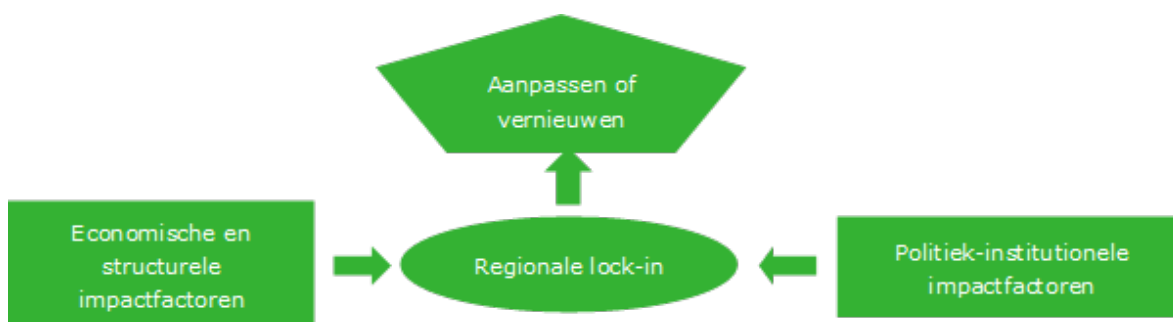 Aanpassen of
vernieuwen
Economische en
structurele
impactfactoren
Regionale lock-in
Politiek-institutionele
impactfactoren